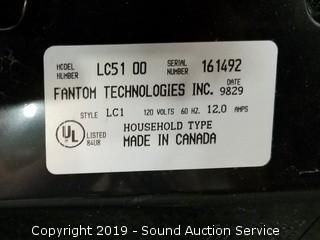 MODEL NUMBER LC51 00 SERIAL NUMBER 161492
FANTOM TECHNOLOGIES INC. DATE 9829
STYLE LC1 120 VOLTS 60 HZ. 12.0 AMPS
UL LISTED 84U8 HOUSEHOLD TYPE
MADE IN CANADA
Copyright 2019 - Sound Auction Service